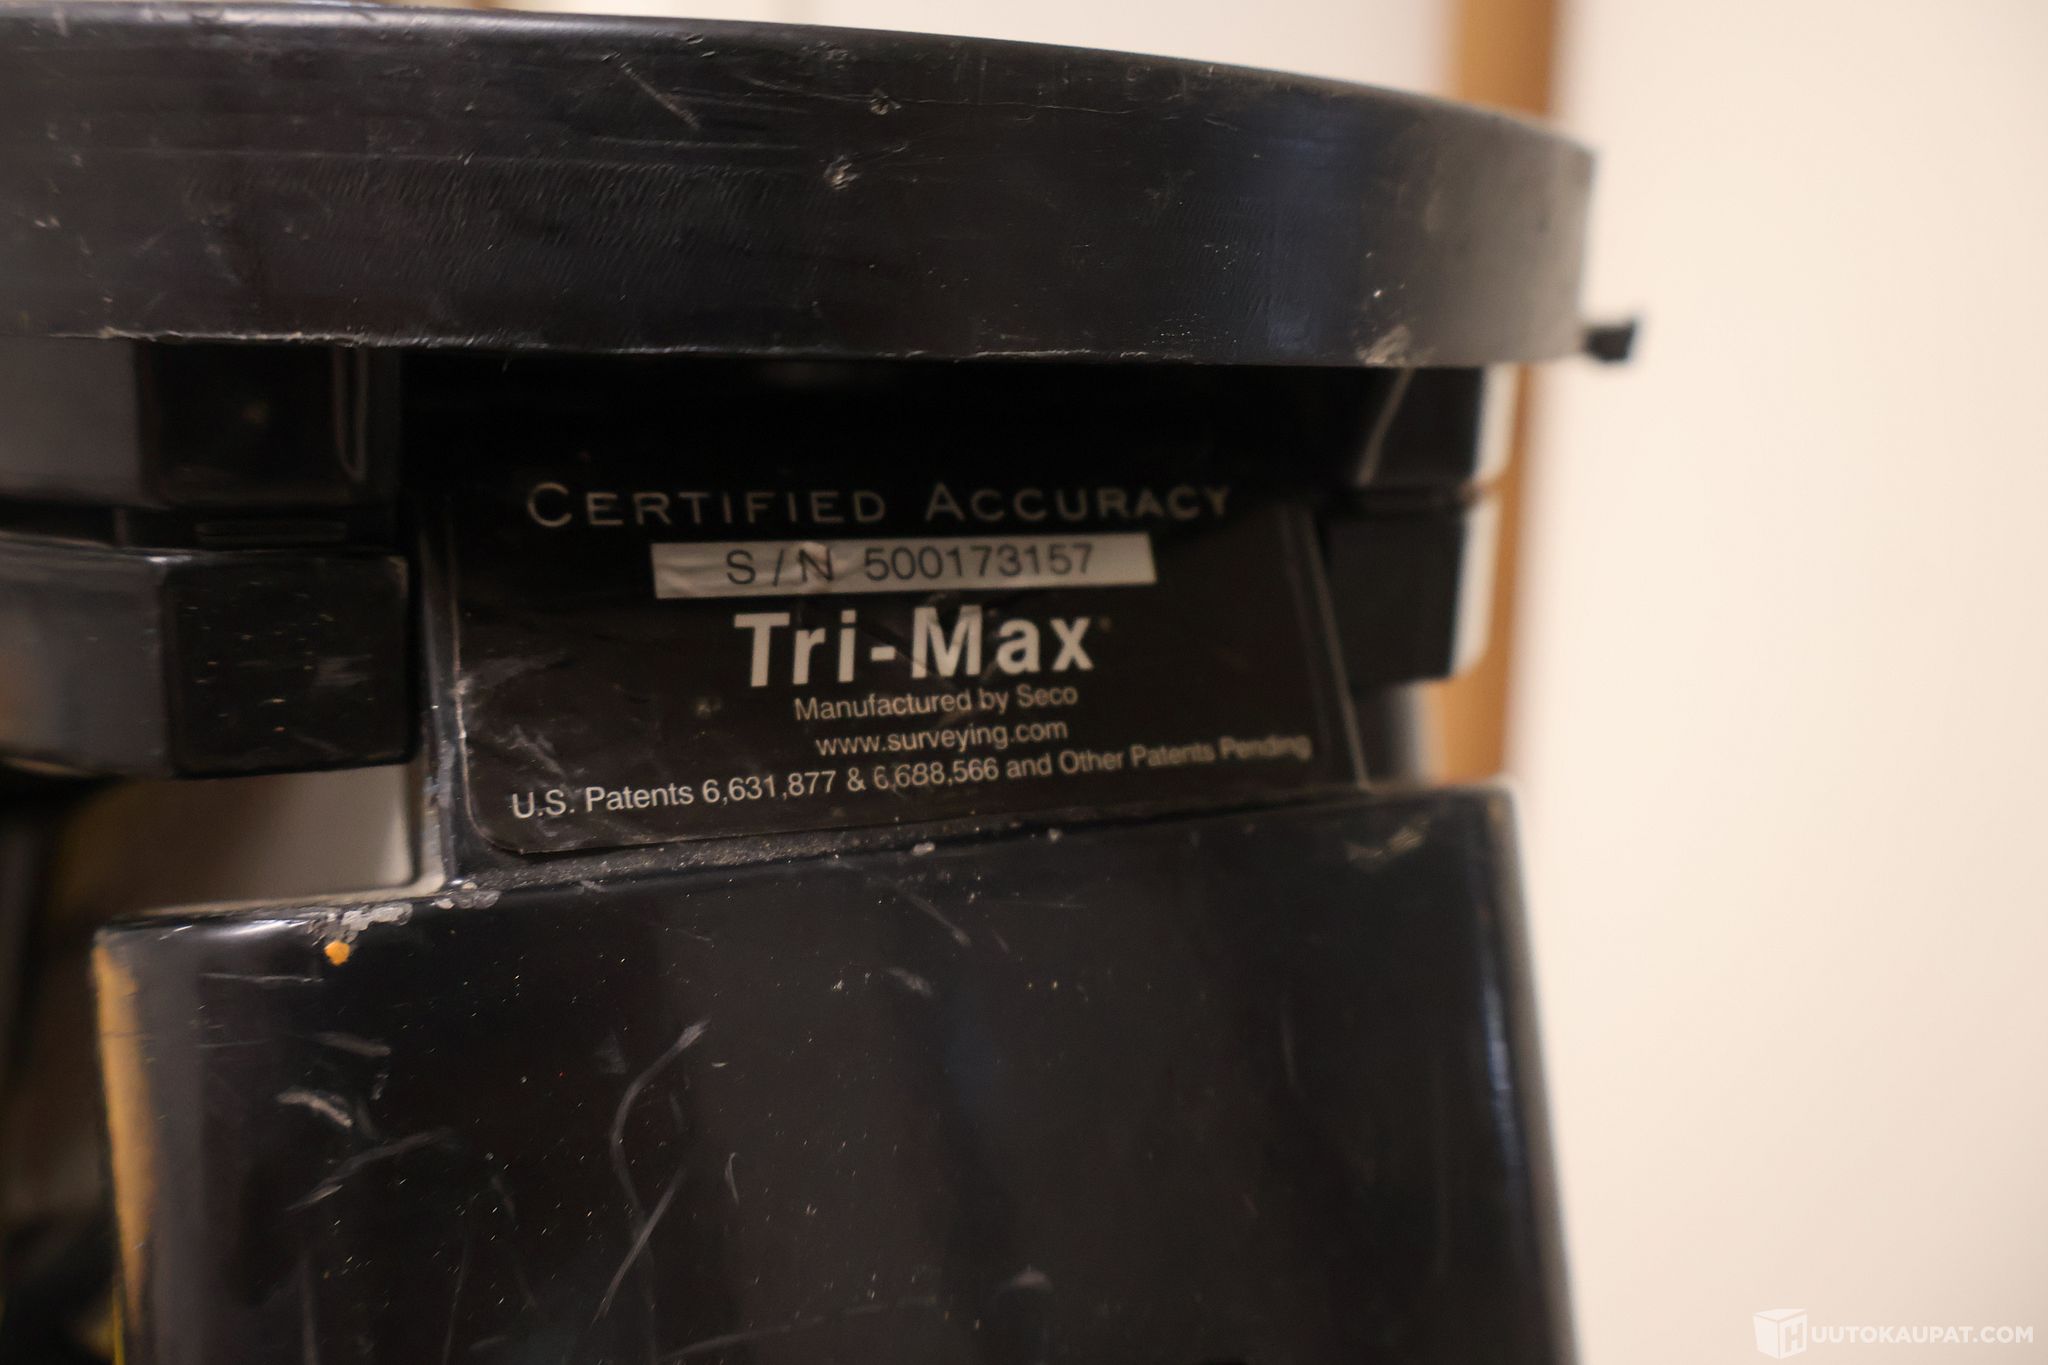 CERTIFIED ACCURACY
S/N 500173157
Tri-Max
Manufactured by Seco
www.surveying.com
U.S. Patents 6,631,877 & 6,688,566 and Other Patents Pending
HUUTOKAUPAT.COM